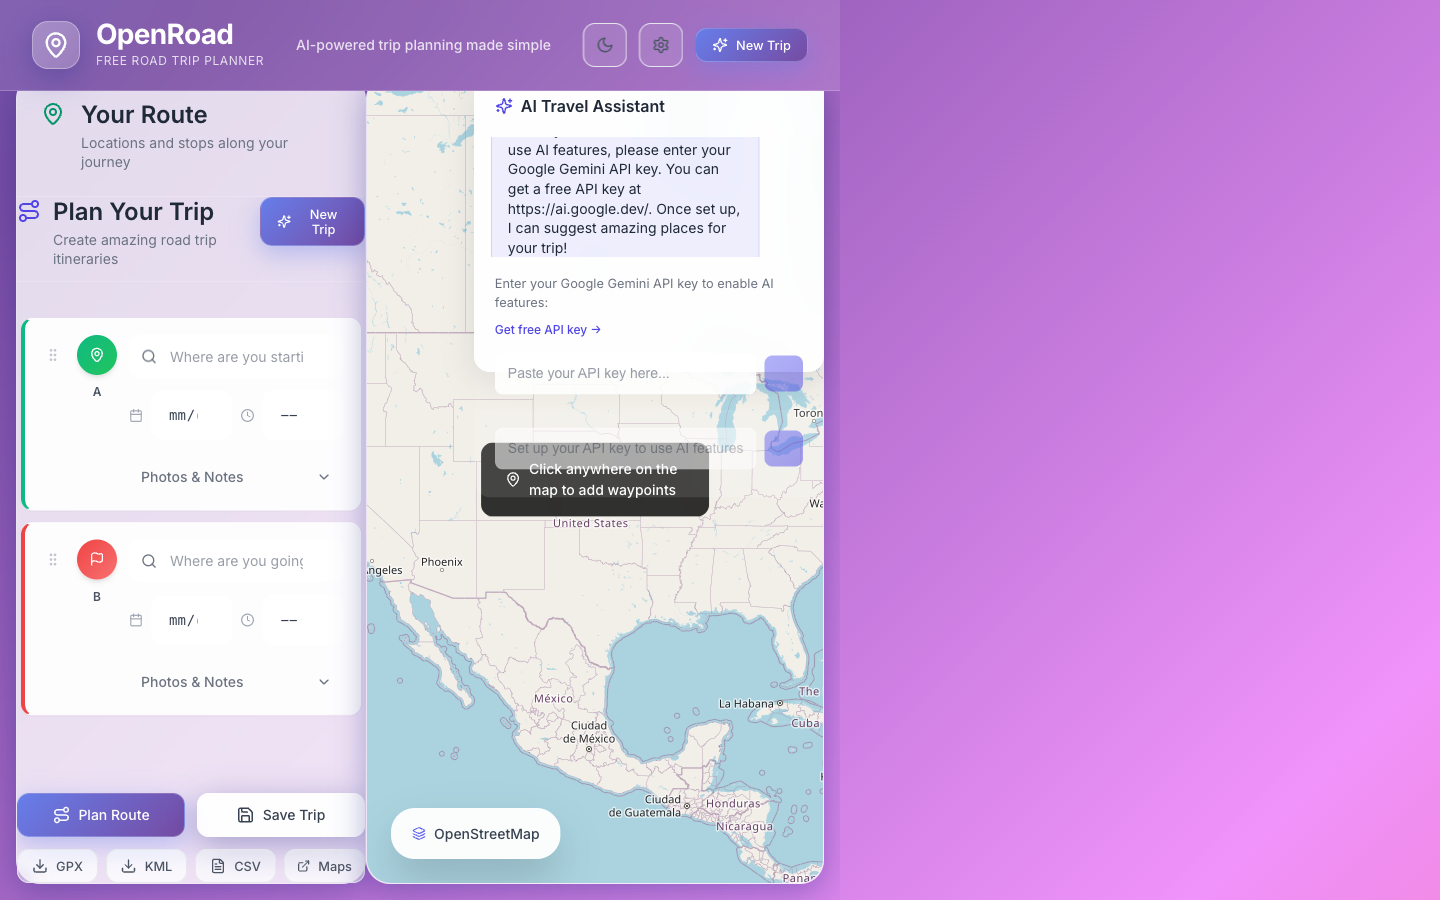 OpenRoad
FREE ROAD TRIP PLANNER
AI-powered trip planning made simple
New Trip
Your Route
Locations and stops along your
journey
Plan Your Trip
Create amazing road trip
itineraries
New
Trip
A
Where are you starti
mm/
--
Photos & Notes
B
Where are you going
mm/
--
Photos & Notes
Plan Route
Save Trip
GPX
KML
CSV
Maps
AI Travel Assistant
use AI features, please enter your
Google Gemini API key. You can
get a free API key at
https://ai.google.dev/. Once set up,
I can suggest amazing places for
your trip!
Enter your Google Gemini API key to enable AI
features:
Get free API key →
Paste your API key here...
Set up your API key to use AI features
Click anywhere on the
map to add waypoints
Toron
Wa
United States
Phoenix
ngeles
México
Ciudad
de México
La Habana
The
Cuba
Ciudad
de Guatemala
Honduras
Nicaragua
Panam
OpenStreetMap